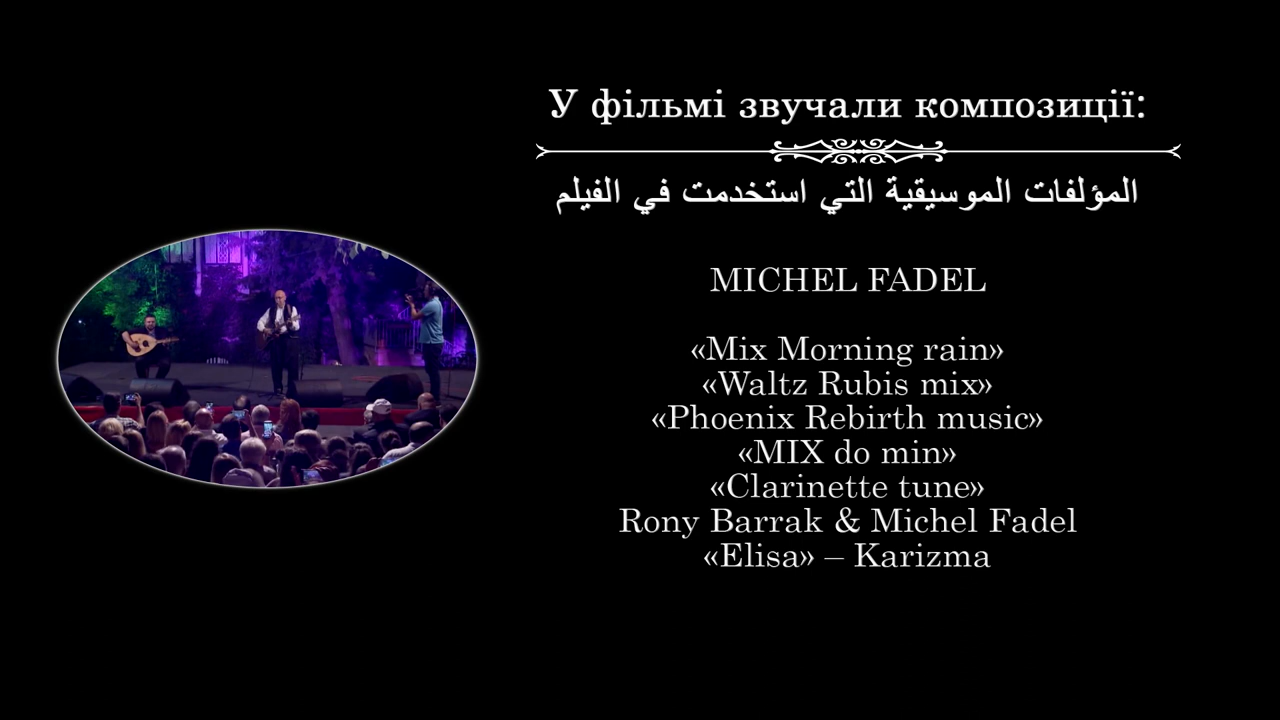 У фільмі звучали композиції:
المؤلفات الموسيقية التي استخدمت في الفيلم
MICHEL FADEL
«Mix Morning rain»
«Waltz Rubis mix»
«Phoenix Rebirth music»
«MIX do min»
«Clarinette tune»
Rony Barrak & Michel Fadel
«Elisa» – Karizma